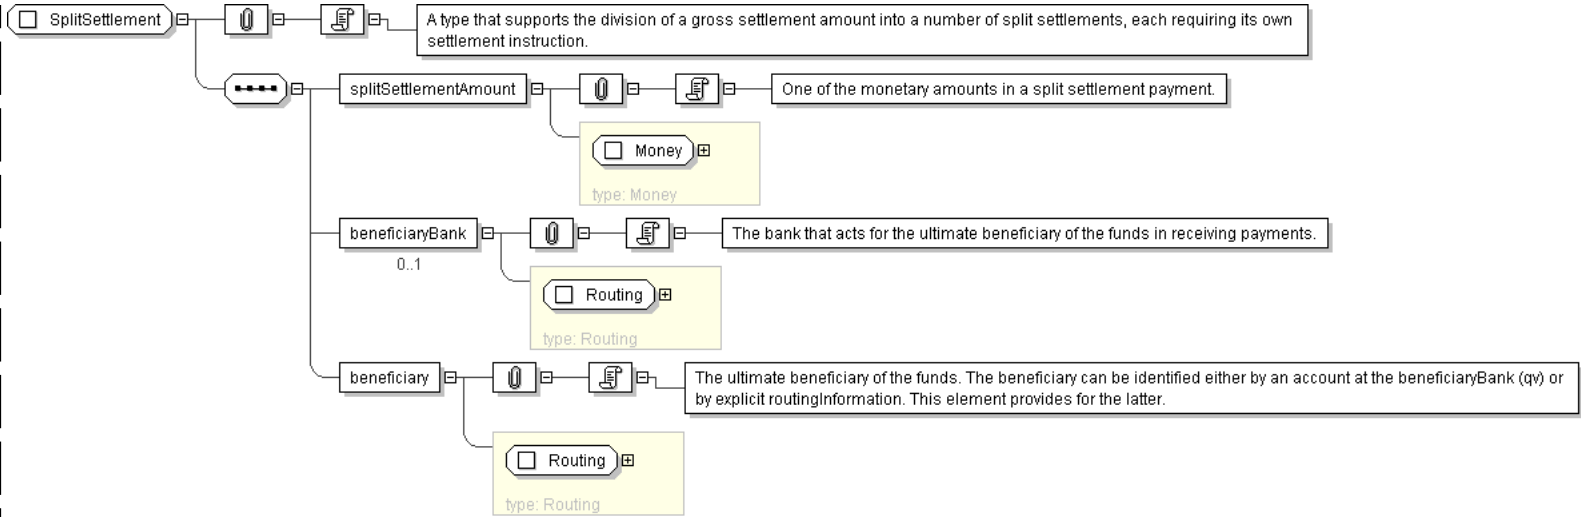 SplitSettlement
A type that supports the division of a gross settlement amount into a number of split settlements, each requiring its own
settlement instruction.
splitSettlementAmount
One of the monetary amounts in a split settlement payment.
Money
type: Money
beneficiaryBank
The bank that acts for the ultimate beneficiary of the funds in receiving payments.
0..1
Routing
type: Routing
beneficiary
The ultimate beneficiary of the funds. The beneficiary can be identified either by an account at the beneficiaryBank (qv) or
by explicit routingInformation. This element provides for the latter.
Routing
type: Routing